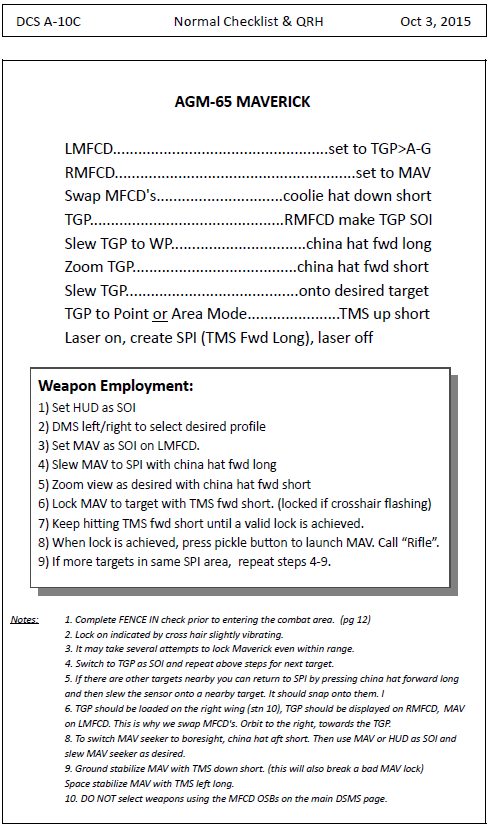 DCS A-10C Normal Checklist & QRH Oct 3, 2015
AGM-65 MAVERICK
LMFCD..................................................set to TGP>A-G
RMFCD........................................................set to MAV
Swap MFCD's.............................coolie hat down short
TGP.............................................RMFCD make TGP SOI
Slew TGP to WP...............................china hat fwd long
Zoom TGP......................................china hat fwd short
Slew TGP........................................onto desired target
TGP to Point or Area Mode.....................TMS up short
Laser on, create SPI (TMS Fwd Long), laser off
Weapon Employment:
1) Set HUD as SOI
2) DMS left/right to select desired profile
3) Set MAV as SOI on LMFCD.
4) Slew MAV to SPI with china hat fwd long
5) Zoom view as desired with china hat fwd short
6) Lock MAV to target with TMS fwd short. (locked if crosshair flashing)
7) Keep hitting TMS fwd short until a valid lock is achieved.
8) When lock is achieved, press pickle button to launch MAV. Call “Rifle”.
9) If more targets in same SPI area, repeat steps 4-9.
Notes: 1. Complete FENCE IN check prior to entering the combat area. (pg 12)
2. Lock on indicated by cross hair slightly vibrating.
3. It may take several attempts to lock Maverick even within range.
4. Switch to TGP as SOI and repeat above steps for next target.
5. If there are other targets nearby you can return to SPI by pressing china hat forward long
and then slew the sensor onto a nearby target. It should snap onto them. I
6. TGP should be loaded on the right wing (stn 10), TGP should be displayed on RMFCD, MAV
on LMFCD. This is why we swap MFCD's. Orbit to the right, towards the TGP.
8. To switch MAV seeker to boresight, china hat aft short. Then use MAV or HUD as SOI and
slew MAV seeker as desired.
9. Ground stabilize MAV with TMS down short. (this will also break a bad MAV lock)
Space stabilize MAV with TMS left long.
10. DO NOT select weapons using the MFCD OSBs on the main DSMS page.